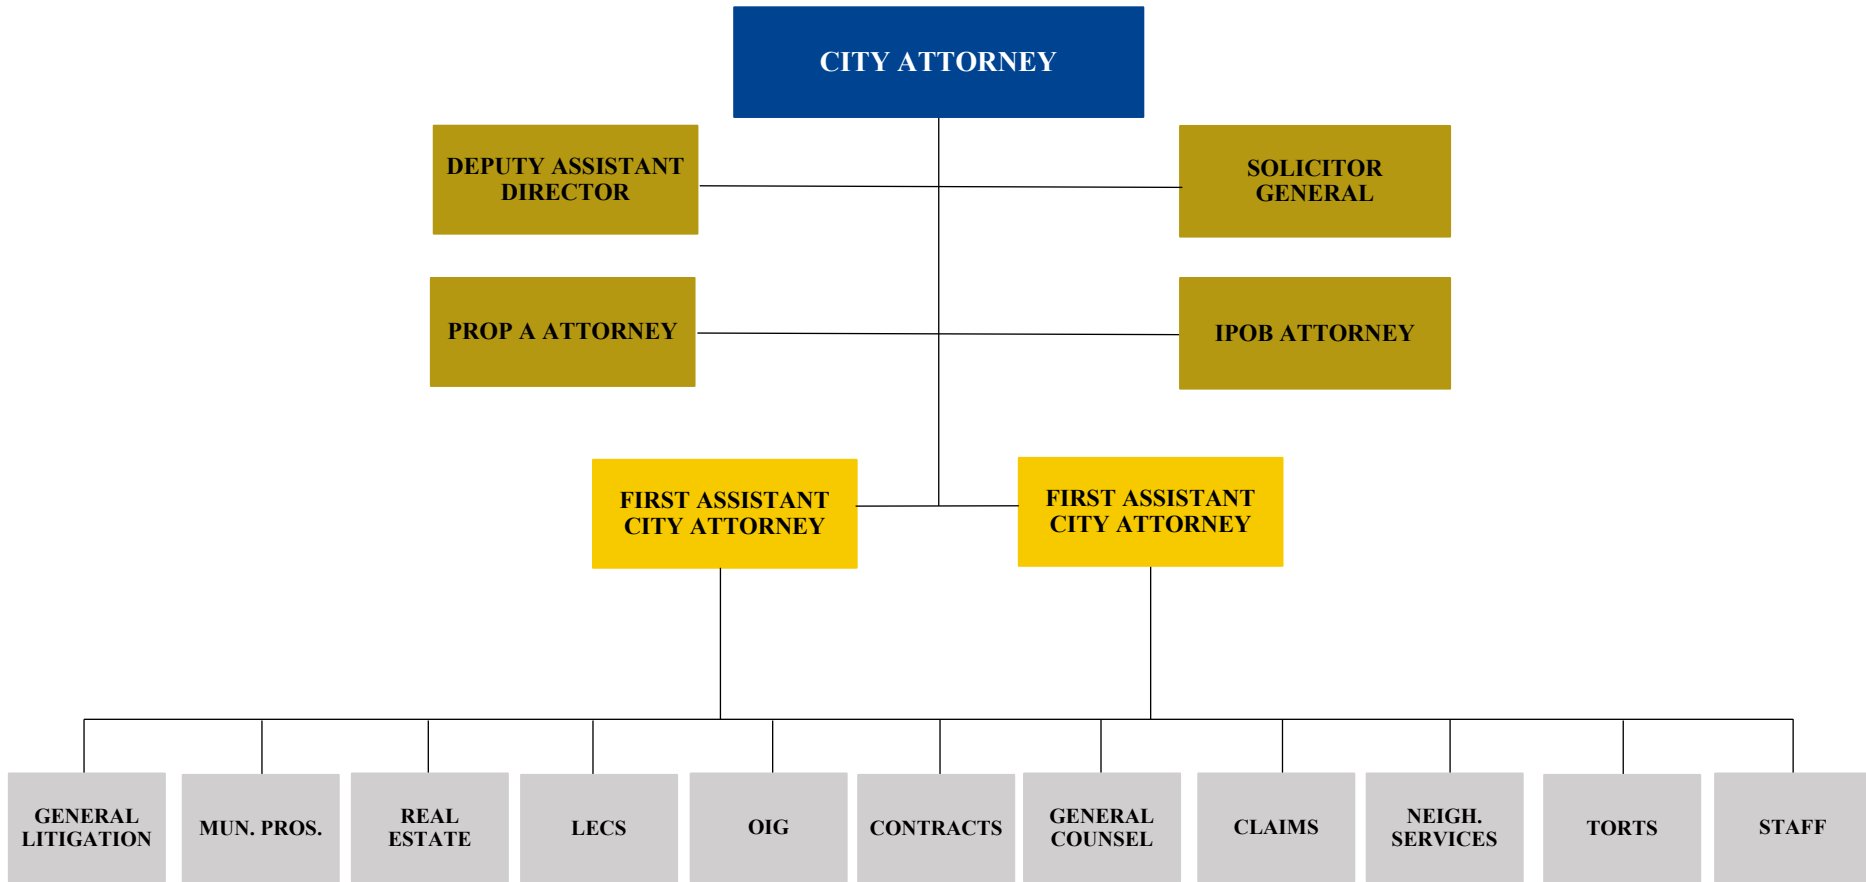 CITY ATTORNEY
DEPUTY ASSISTANT
DIRECTOR
SOLICITOR
GENERAL
PROP A ATTORNEY
IPOB ATTORNEY
FIRST ASSISTANT
CITY ATTORNEY
FIRST ASSISTANT
CITY ATTORNEY
GENERAL
LITIGATION
MUN. PROS.
REAL
ESTATE
LECS
OIG
CONTRACTS
GENERAL
COUNSEL
CLAIMS
NEIGH.
SERVICES
TORTS
STAFF